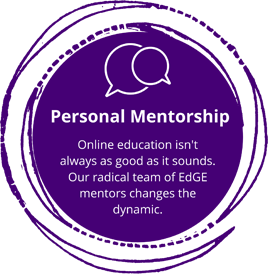 Personal Mentorship
Online education isn't
always as good as it sounds.
Our radical team of EdGE
mentors changes the
dynamic.